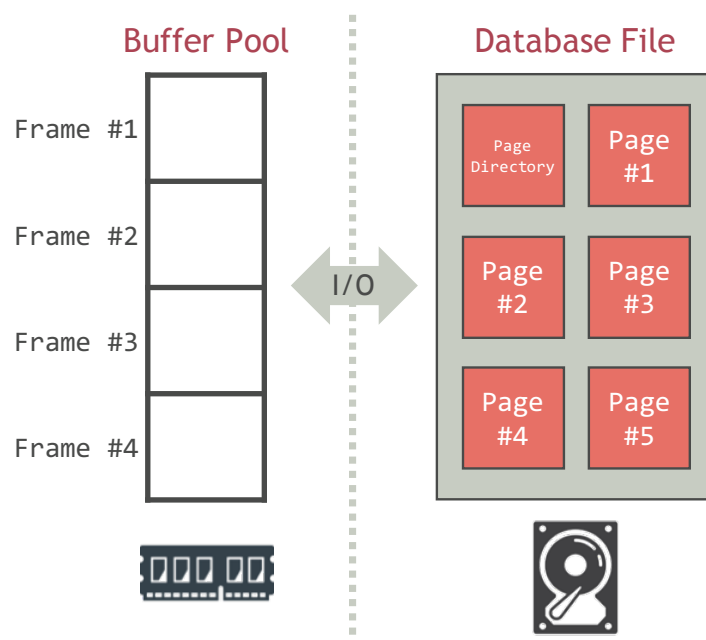 Buffer Pool
Database File
Frame #1
Frame #2
Frame #3
Frame #4
I/O
Page
Directory
Page
#1
Page
#2
Page
#3
Page
#4
Page
#5